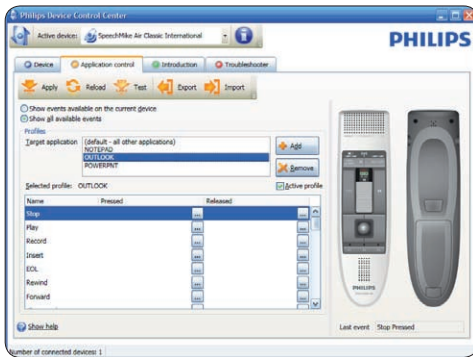 Philips Device Control Center
Active device: SpeechMike Air Classic International
PHILIPS
Device Application control Introduction Troubleshooter
Apply Reload Test Export Import
Show events available on the current device
Show all available events
Profiles
Target application (default - all other applications)
NOTEPAD
OUTLOOK
POWERPNT
Add
Remove
Selected profile: OUTLOOK Active profile
Name Pressed Released
Stop ... ...
Play ... ...
Record ... ...
Insert ... ...
EOL ... ...
Rewind ... ...
Forward ... ...
PHILIPS
Show help
Last event Stop Pressed
Number of connected devices: 1